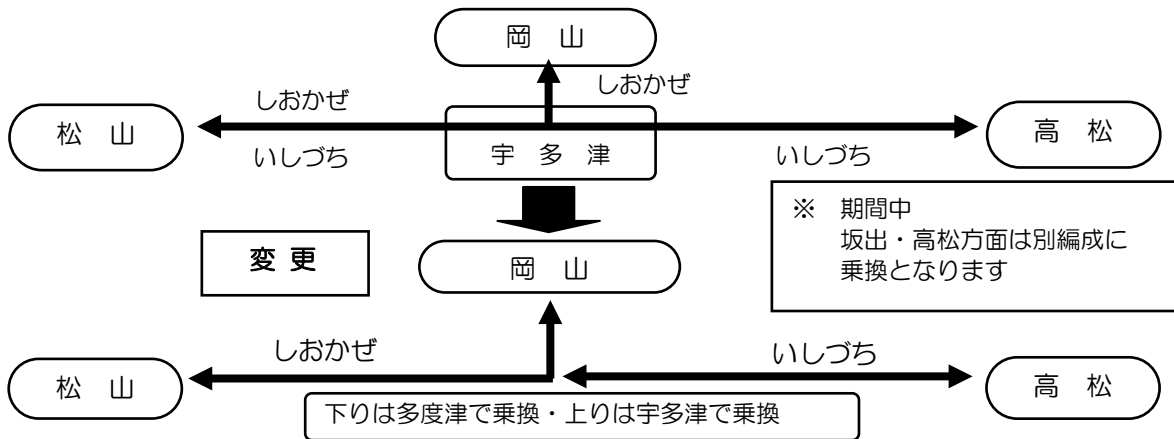 岡 山
しおかぜ
しおかぜ
松 山
高 松
宇 多 津
いしづち
いしづち
※ 期間中
坂出・高松方面は別編成に
乗換となります
変 更
岡 山
しおかぜ
いしづち
松 山
高 松
下りは多度津で乗換・上りは宇多津で乗換